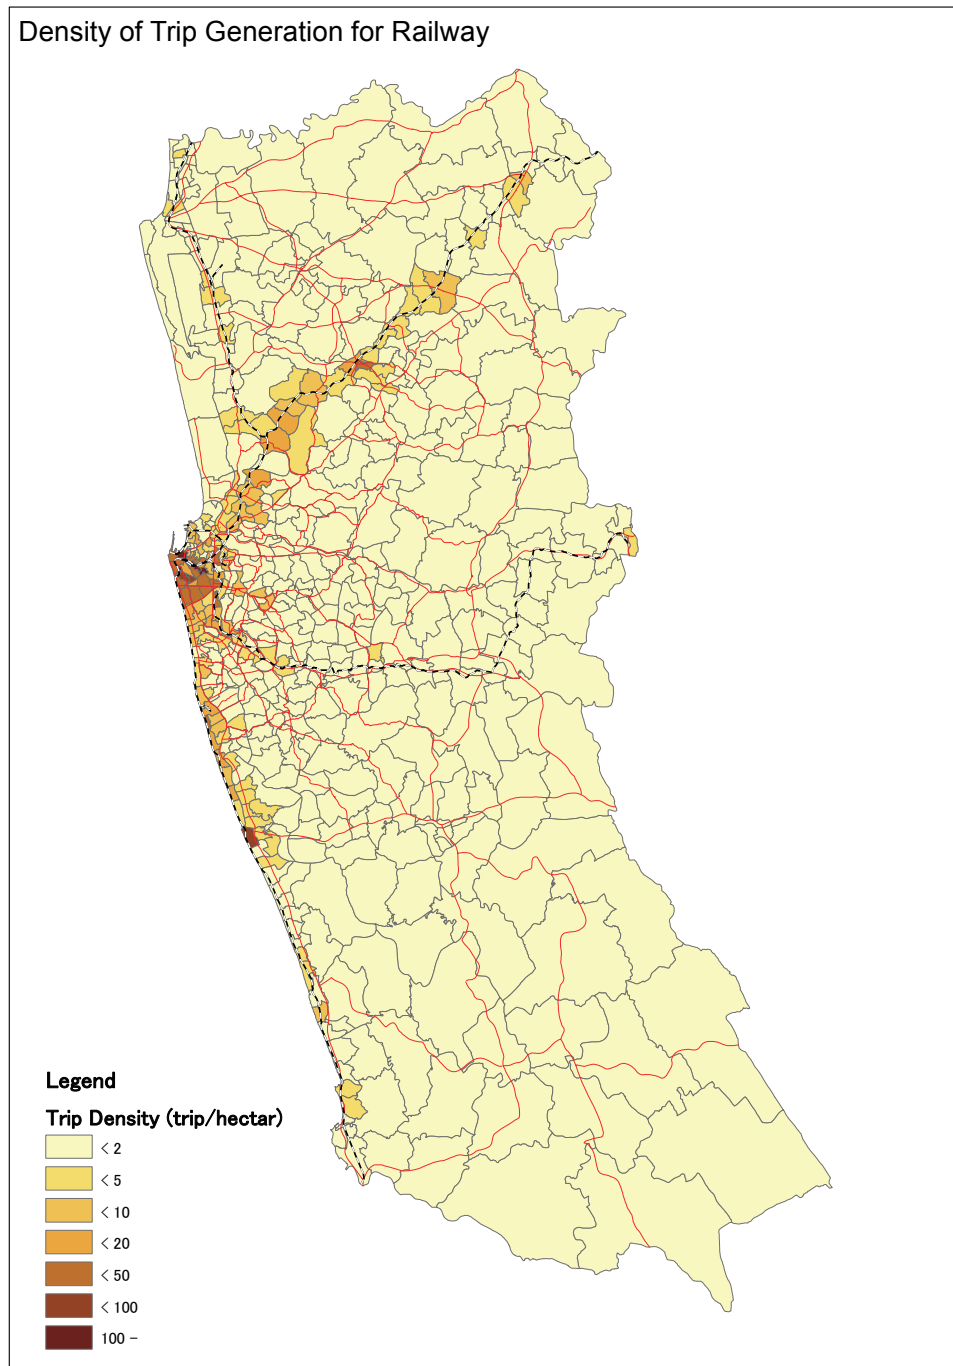 Density of Trip Generation for Railway
Legend
Trip Density (trip/hectar)
< 2
< 5
< 10
< 20
< 50
< 100
100 –